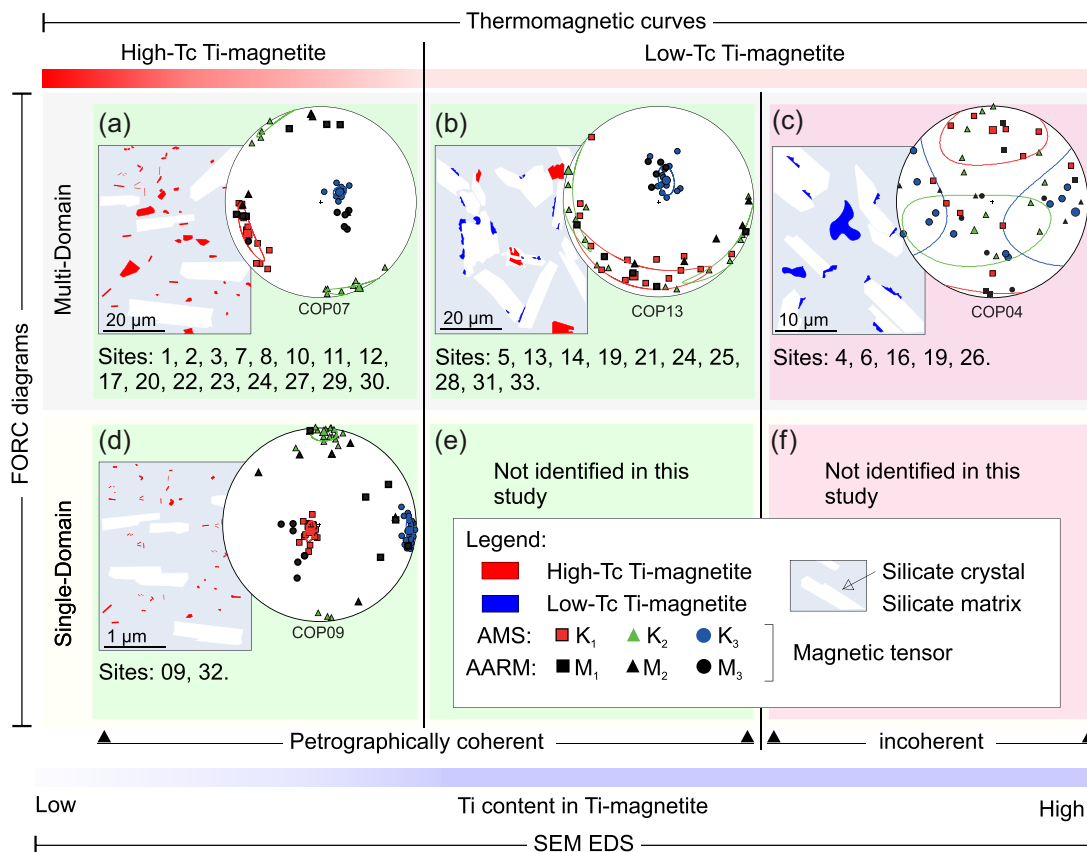 Thermomagnetic curves
High-Tc Ti-magnetite
Low-Tc Ti-magnetite
FORC diagrams
Multi-Domain
(a)
20 µm
COP07
Sites: 1, 2, 3, 7, 8, 10, 11, 12,
17, 20, 22, 23, 24, 27, 29, 30.
(b)
20 µm
COP13
Sites: 5, 13, 14, 19, 21, 24, 25,
28, 31, 33.
(c)
10 µm
COP04
Sites: 4, 6, 16, 19, 26.
Single-Domain
(d)
1 µm
COP09
Sites: 09, 32.
(e)
Not identified in this
study
(f)
Not identified in this
study
Legend:
High-Tc Ti-magnetite
Low-Tc Ti-magnetite
Silicate crystal
Silicate matrix
AMS: K₁ K₂ K₃
AARM: M₁ M₂ M₃
Magnetic tensor
Petrographically coherent
incoherent
Low
Ti content in Ti-magnetite
High
SEM EDS